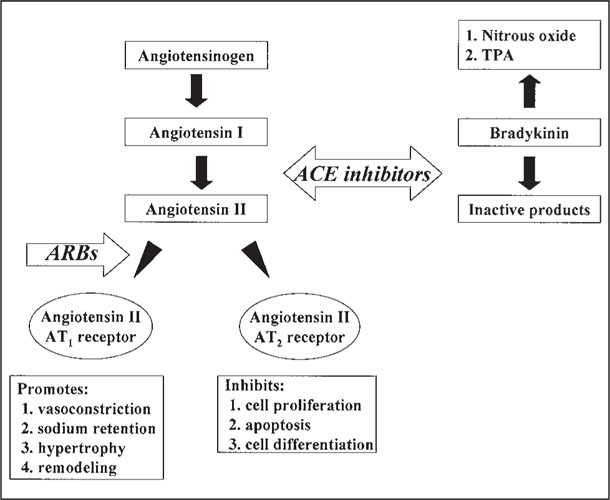 Angiotensinogen
Angiotensin I
Angiotensin II
ARBs
Angiotensin II
AT₁ receptor
Promotes:
1. vasoconstriction
2. sodium retention
3. hypertrophy
4. remodeling
Angiotensin II
AT₂ receptor
Inhibits:
1. cell proliferation
2. apoptosis
3. cell differentiation
ACE inhibitors
1. Nitrous oxide
2. TPA
Bradykinin
Inactive products